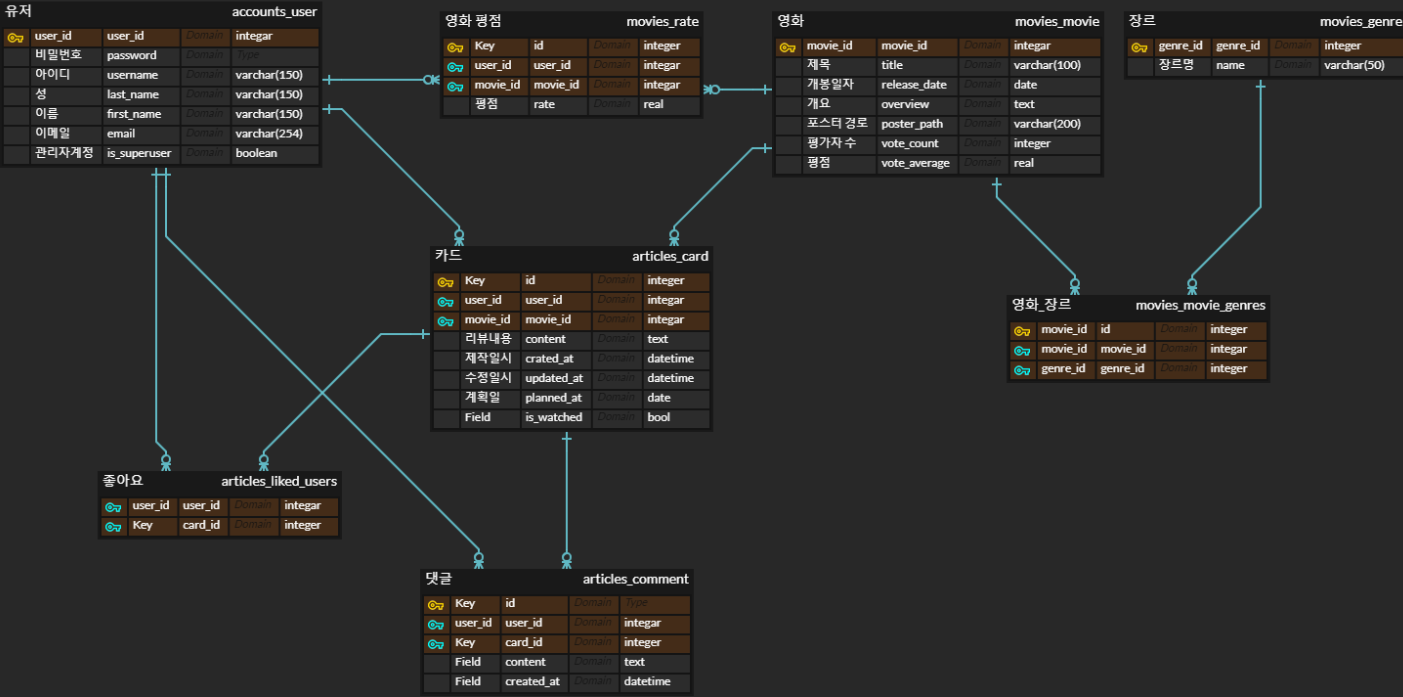 유저 accounts_user
user_id user_id Domain integar
비밀번호 password Domain Type
아이디 username Domain varchar(150)
성 last_name Domain varchar(150)
이름 first_name Domain varchar(150)
이메일 email Domain varchar(254)
관리자계정 is_superuser Domain boolean
영화 평점 movies_rate
Key id Domain integer
user_id user_id Domain integar
movie_id movie_id Domain integar
평점 rate Domain real
영화 movies_movie
movie_id movie_id Domain integar
제목 title Domain varchar(100)
개봉일자 release_date Domain date
개요 overview Domain text
포스터 경로 poster_path Domain varchar(200)
평가자 수 vote_count Domain integer
평점 vote_average Domain real
장르 movies_genre
genre_id genre_id Domain integer
장르명 name Domain varchar(50)
카드 articles_card
Key id Domain integer
user_id user_id Domain integar
movie_id movie_id Domain integar
리뷰내용 content Domain text
제작일시 crated_at Domain datetime
수정일시 updated_at Domain datetime
계획일 planned_at Domain date
Field is_watched Domain bool
영화_장르 movies_movie_genres
movie_id id Domain integer
movie_id movie_id Domain integar
genre_id genre_id Domain integer
좋아요 articles_liked_users
user_id user_id Domain integar
Key card_id Domain integer
댓글 articles_comment
Key id Domain Type
user_id user_id Domain integar
Key card_id Domain integer
Field content Domain text
Field created_at Domain datetime